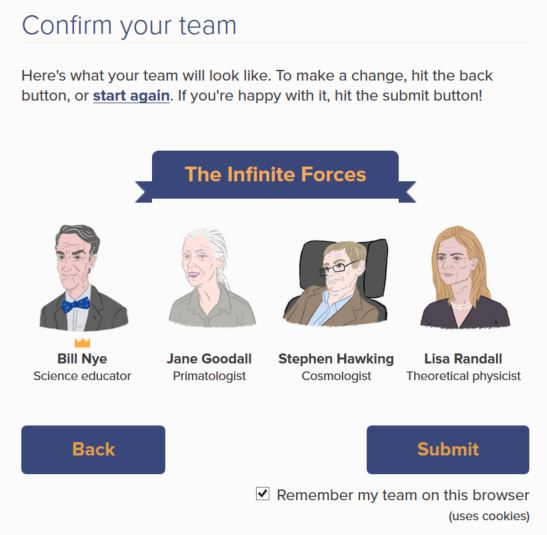 Confirm your team
Here's what your team will look like. To make a change, hit the back
button, or start again. If you're happy with it, hit the submit button!
The Infinite Forces
Bill Nye
Science educator
Jane Goodall
Primatologist
Stephen Hawking
Cosmologist
Lisa Randall
Theoretical physicist
Back
Submit
Remember my team on this browser
(uses cookies)